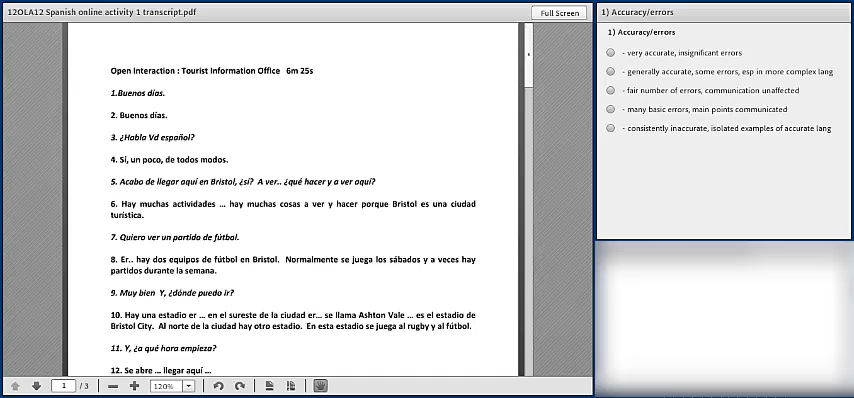 12OLA12 Spanish online activity 1 transcript.pdf
Full Screen
Open Interaction : Tourist Information Office 6m 25s
1.Buenos días.
2. Buenos días.
3. ¿Habla Vd español?
4. Sí, un poco, de todos modos.
5. Acabo de llegar aquí en Bristol, ¿sí? A ver.. ¿qué hacer y a ver aquí?
6. Hay muchas actividades ... hay muchas cosas a ver y hacer porque Bristol es una ciudad
turística.
7. Quiero ver un partido de fútbol.
8. Er.. hay dos equipos de fútbol en Bristol. Normalmente se juega los sábados y a veces hay
partidos durante la semana.
9. Muy bien Y, ¿dónde puedo ir?
10. Hay una estadio er ... en el sureste de la ciudad er... se llama Ashton Vale ... es el estadio de
Bristol City. Al norte de la ciudad hay otro estadio. En esta estadio se juega al rugby y al fútbol.
11. Y, ¿a qué hora empieza?
12. Se abre ... llegar aquí ...
1 / 3
120%
1) Accuracy/errors
1) Accuracy/errors
- very accurate, insignificant errors
- generally accurate, some errors, esp in more complex lang
- fair number of errors, communication unaffected
- many basic errors, main points communicated
- consistently inaccurate, isolated examples of accurate lang